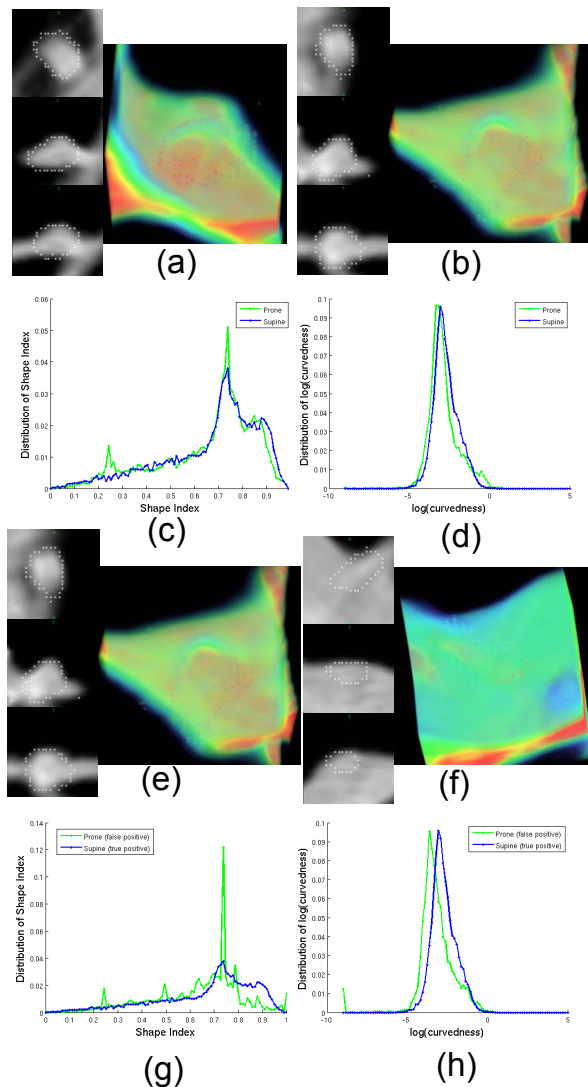 (a)
(b)
0.06
0.05
0.04
0.03
0.02
0.01
0
Distribution of Shape Index
Prone
Supine
0 0.1 0.2 0.3 0.4 0.5 0.6 0.7 0.8 0.9
Shape Index
(c)
0.1
0.09
0.08
0.07
0.06
0.05
0.04
0.03
0.02
0.01
0
Distribution of log(curvedness)
Prone
Supine
-10 -5 0 5
log(curvedness)
(d)
(e)
(f)
0.14
0.12
0.1
0.08
0.06
0.04
0.02
0
Distribution of Shape Index
Prone (false positive)
Supine (true positive)
0 0.1 0.2 0.3 0.4 0.5 0.6 0.7 0.8 0.9 1
Shape Index
(g)
0.1
0.09
0.08
0.07
0.06
0.05
0.04
0.03
0.02
0.01
0
Distribution of log(curvedness)
Prone (false positive)
Supine (true positive)
-10 -5 0 5
log(curvedness)
(h)